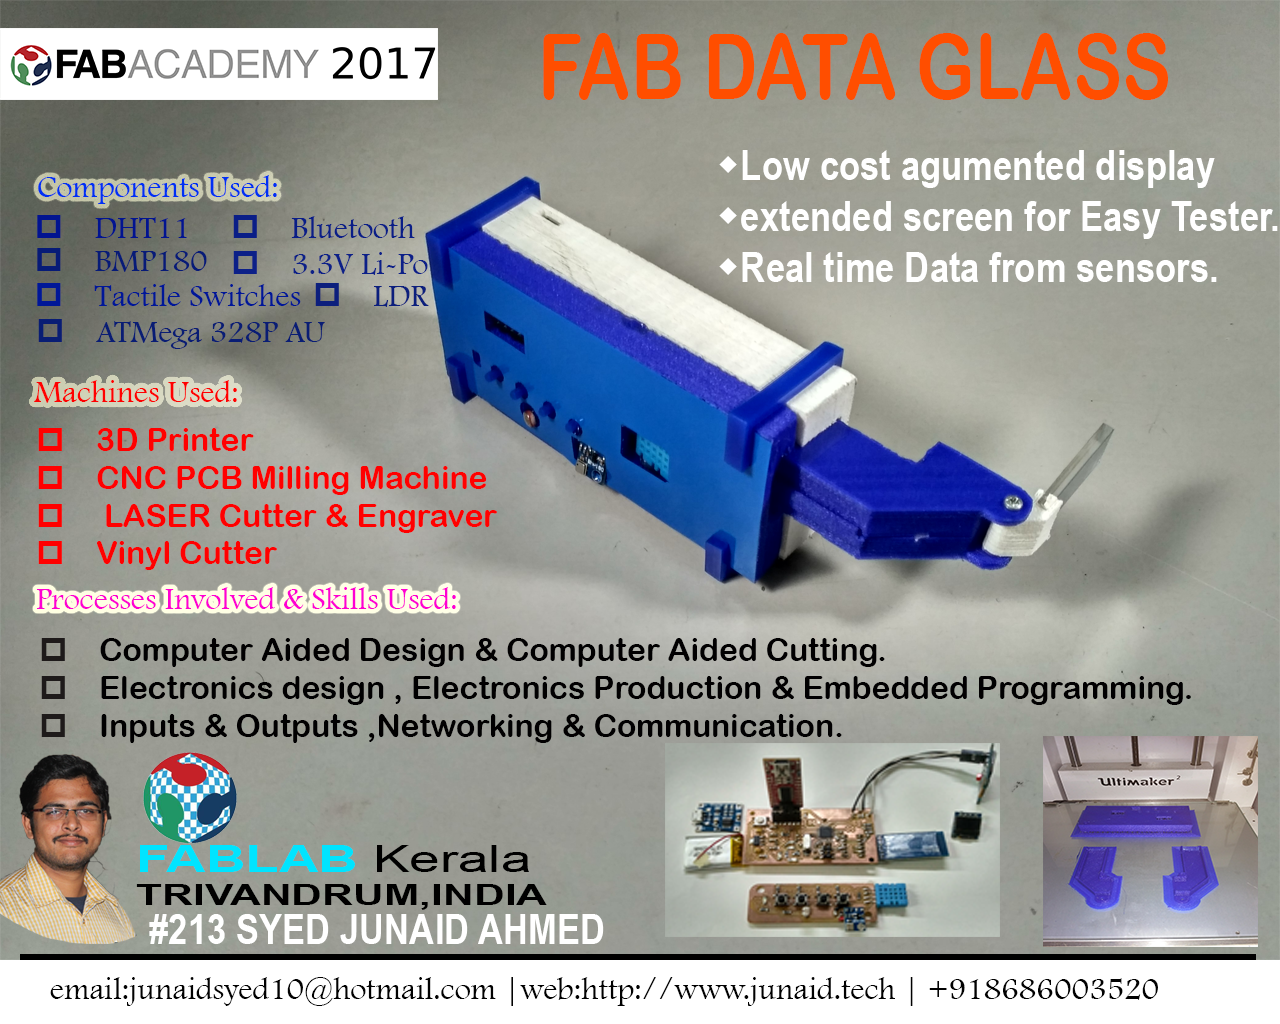 FABACADEMY 2017
FAB DATA GLASS
Low cost agumented display
extended screen for Easy Tester.
Real time Data from sensors.
Components Used:
DHT11 Bluetooth
BMP180 3.3V Li-Po
Tactile Switches LDR
ATMega 328P AU
Machines Used:
3D Printer
CNC PCB Milling Machine
LASER Cutter & Engraver
Vinyl Cutter
Processes Involved & Skills Used:
Computer Aided Design & Computer Aided Cutting.
Electronics design , Electronics Production & Embedded Programming.
Inputs & Outputs ,Networking & Communication.
Ultimaker²
FABLAB Kerala
TRIVANDRUM,INDIA
#213 SYED JUNAID AHMED
email:junaidsyed10@hotmail.com |web:http://www.junaid.tech | +918686003520